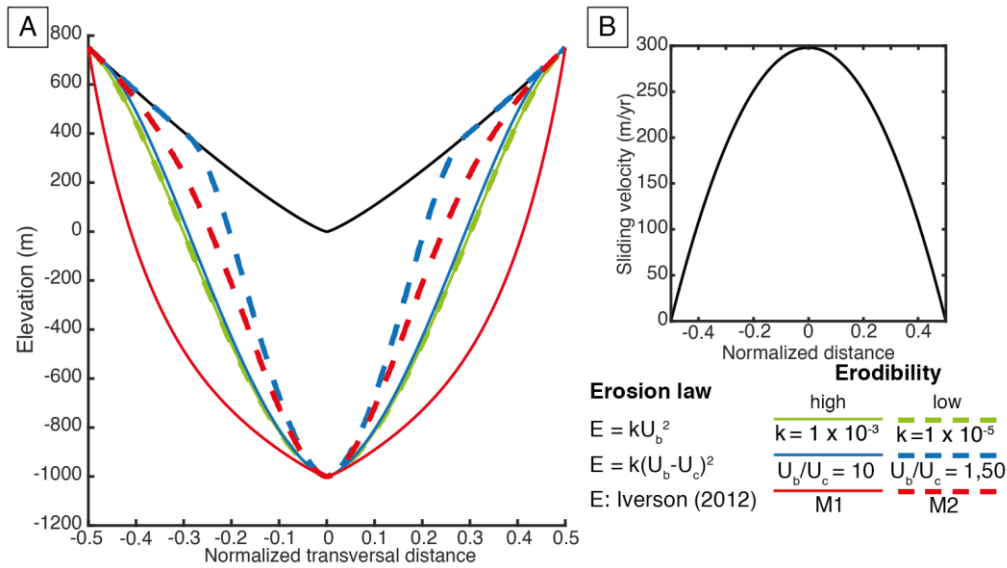 A
800
600
400
200
0
-200
-400
-600
-800
-1000
-1200
Elevation (m)
-0.5 -0.4 -0.3 -0.2 -0.1 0 0.1 0.2 0.3 0.4 0.5
Normalized transversal distance
B
300
250
200
150
100
50
0
Sliding velocity (m/yr)
-0.4 -0.2 0 0.2 0.4
Normalized distance
Erodibility
Erosion law high low
E = kU_b² k = 1 x 10⁻³ k = 1 x 10⁻⁵
E = k(U_b-U_c)² U_b/U_c = 10 U_b/U_c = 1,50
E: Iverson (2012) M1 M2